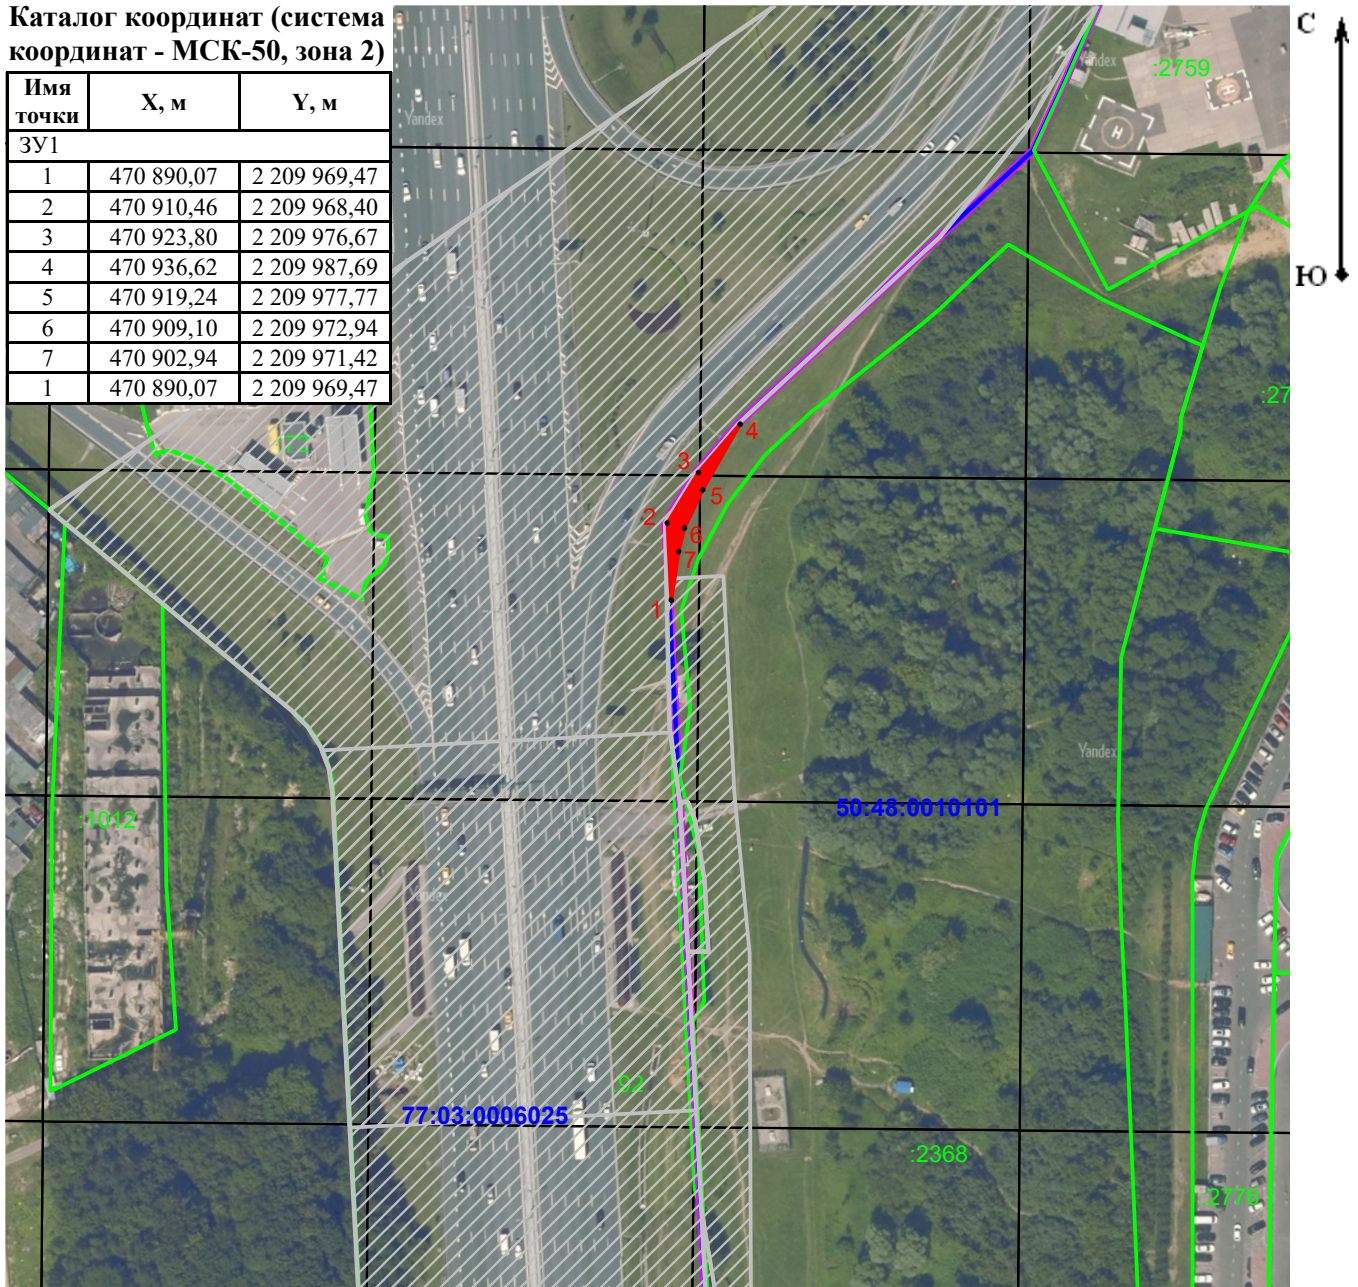 Каталог координат (система
координат - МСК-50, зона 2)
Имя точки X, м Y, м
ЗУ1
1 470 890,07 2 209 969,47
2 470 910,46 2 209 968,40
3 470 923,80 2 209 976,67
4 470 936,62 2 209 987,69
5 470 919,24 2 209 977,77
6 470 909,10 2 209 972,94
7 470 902,94 2 209 971,42
1 470 890,07 2 209 969,47
С
Ю
:2759
Yandex
Yandex
H
H
:27
:72
4
3
5
2
6
7
1
Yandex
50:48:0010101
:1012
Yandex
:92
77:03:0006025
:2368
:2776